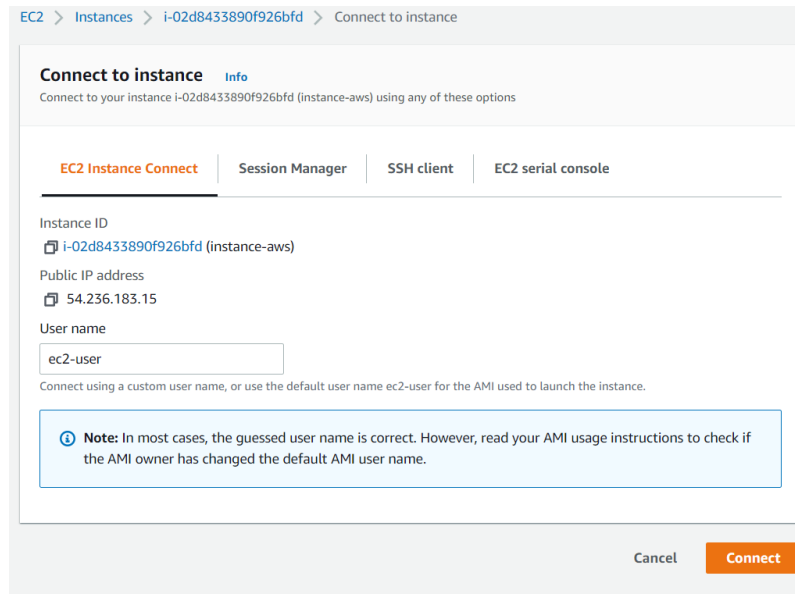 EC2 > Instances > i-02d8433890f926bfd > Connect to instance
Connect to instance Info
Connect to your instance i-02d8433890f926bfd (instance-aws) using any of these options
EC2 Instance Connect Session Manager SSH client EC2 serial console
Instance ID
i-02d8433890f926bfd (instance-aws)
Public IP address
54.236.183.15
User name
ec2-user
Connect using a custom user name, or use the default user name ec2-user for the AMI used to launch the instance.
Note: In most cases, the guessed user name is correct. However, read your AMI usage instructions to check if
the AMI owner has changed the default AMI user name.
Cancel Connect